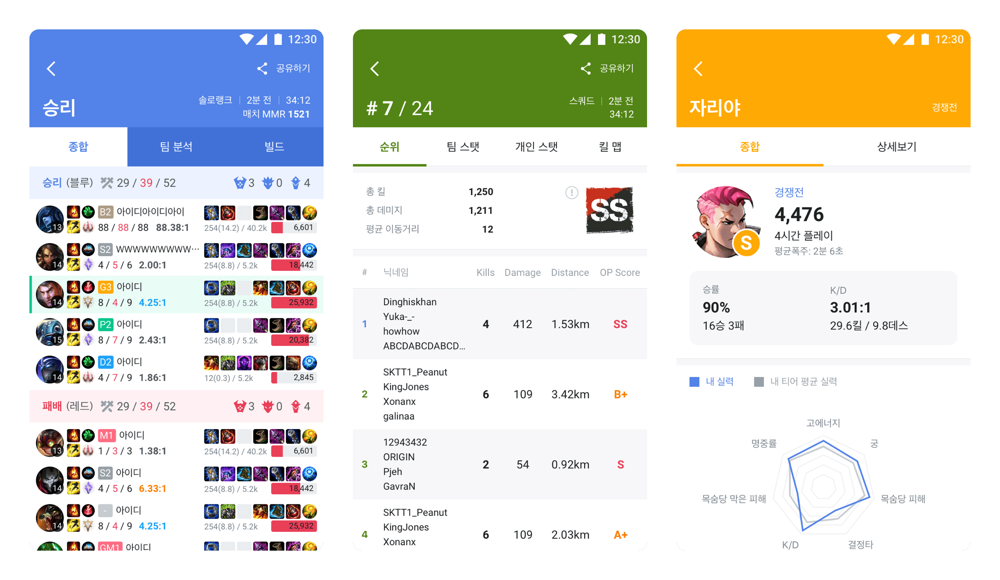 12:30
공유하기
승리
솔로랭크 | 2분 전 | 34:12
매치 MMR 1521
종합 팀 분석 빌드
승리 (블루) 29 / 39 / 52 3 0 4
B2 아이디아이디아이
13 88 / 88 / 88 88.38:1 254(14.2) / 40.2k 6,601
S2 WWWWWWWWW…
14 4 / 5 / 6 2.00:1 254(8.8) / 5.2k 18,442
G3 아이디
14 8 / 4 / 9 4.25:1 254(8.8) / 5.2k 25,932
P2 아이디
15 8 / 7 / 9 2.43:1 254(8.8) / 5.2k 20,382
D2 아이디
14 4 / 7 / 9 1.86:1 12(0.3) / 5.2k 2,845
패배 (레드) 29 / 39 / 52 3 0 4
M1 아이디
13 1 / 3 / 3 1.38:1 254(14.2) / 40.2k 6,601
S2 아이디
14 4 / 5 / 6 6.33:1 254(8.8) / 5.2k 18,442
- 아이디
14 8 / 4 / 9 4.25:1 254(8.8) / 5.2k 25,932
GM1 아이디
12:30
공유하기
# 7 / 24
스쿼드 | 2분 전
34:12
순위 팀 스탯 개인 스탯 킬 맵
총 킬 1,250
총 데미지 1,211
평균 이동거리 12
SS
# 닉네임 Kills Damage Distance OP Score
Dinghiskhan
Yuka-_-
1 4 412 1.53km SS
howhow
ABCDABCDABCD...
SKTT1_Peanut
KingJones
2 6 109 3.42km B+
Xonanx
galinaa
12943432
ORIGIN
3 2 54 0.92km S
Pjeh
GavraN
SKTT1_Peanut
KingJones
4 6 109 2.03km A+
Xonanx
12:30
자리야
경쟁전
종합 상세보기
경쟁전
4,476
4시간 플레이
평균폭주: 2분 6초
S
승률 K/D
90% 3.01:1
16승 3패 29.6킬 / 9.8데스
내 실력 내 티어 평균 실력
고에너지
명중률 궁
목숨당 막은 피해 목숨당 피해
K/D 결정타